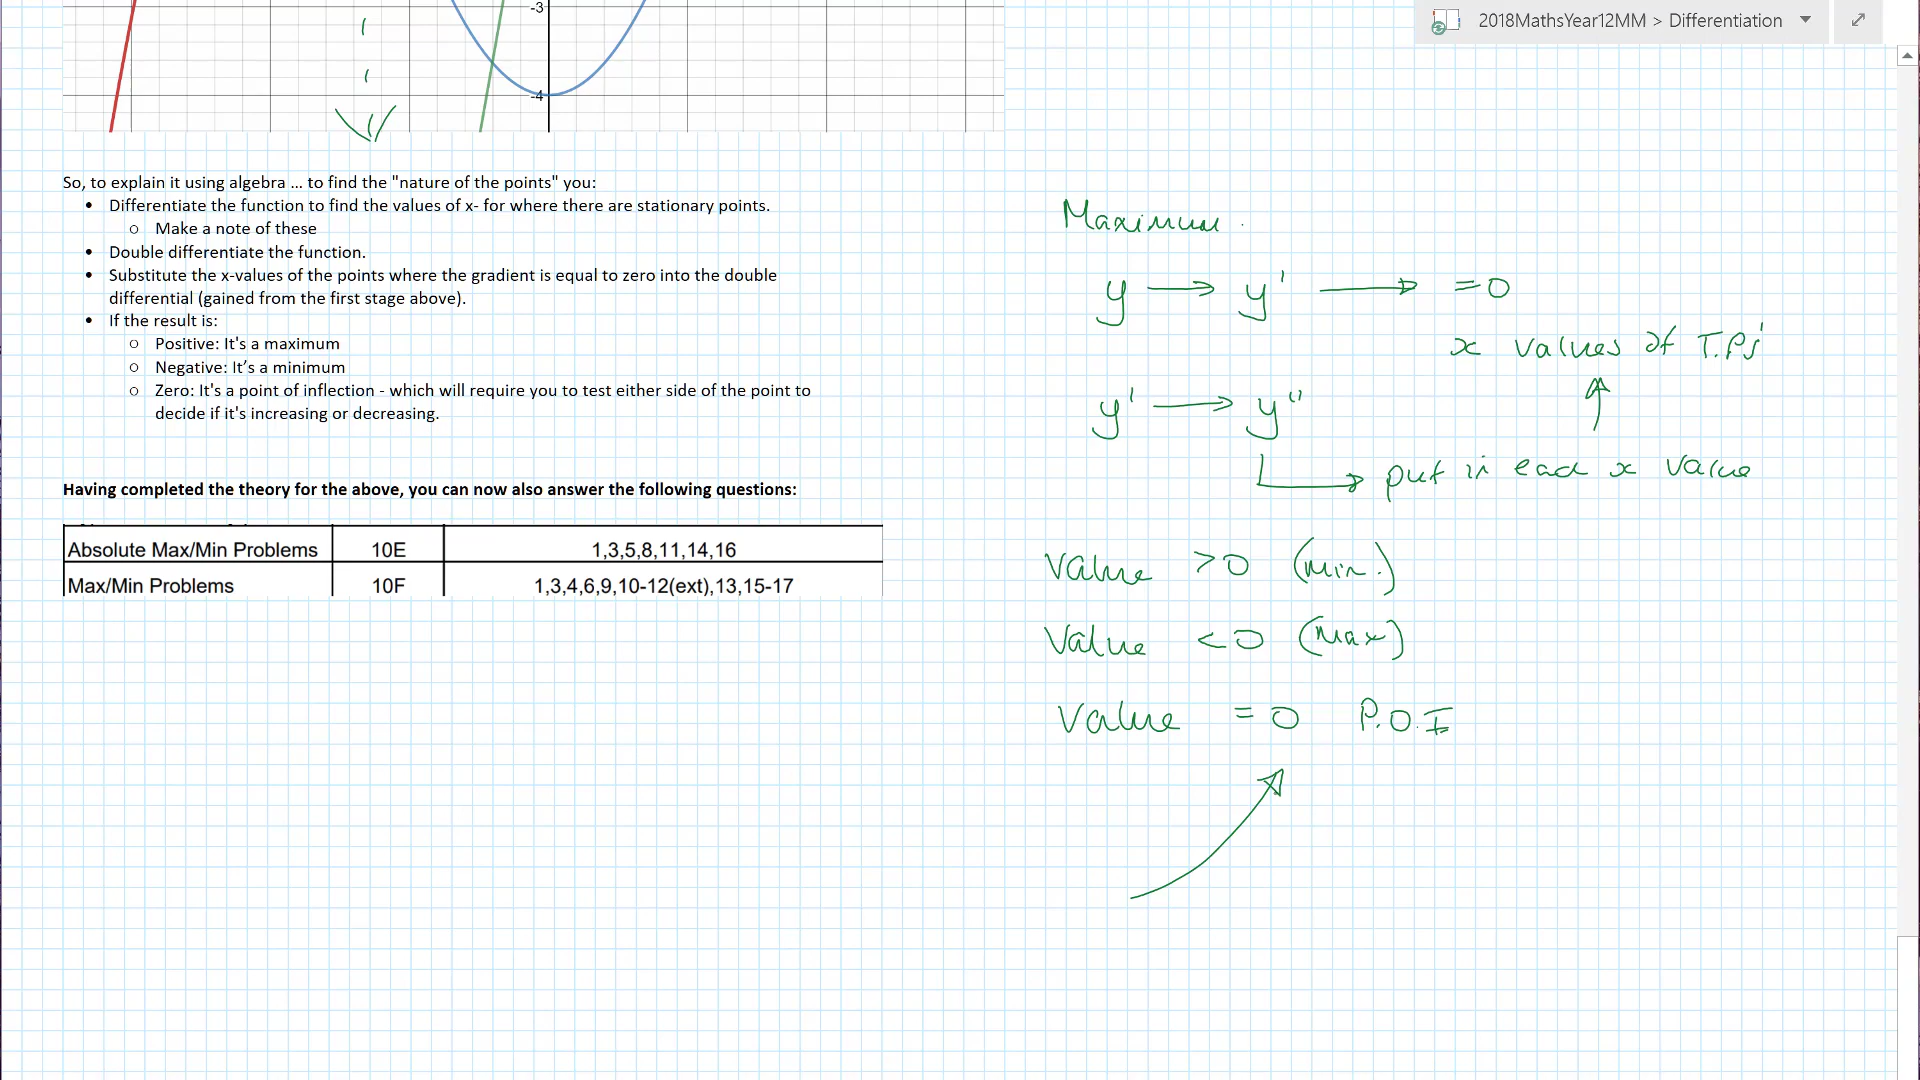 2018MathsYear12MM > Differentiation
-3
-4
So, to explain it using algebra ... to find the "nature of the points" you:
• Differentiate the function to find the values of x- for where there are stationary points.
○ Make a note of these
• Double differentiate the function.
• Substitute the x-values of the points where the gradient is equal to zero into the double
differential (gained from the first stage above).
• If the result is:
○ Positive: It's a maximum
○ Negative: It’s a minimum
○ Zero: It's a point of inflection - which will require you to test either side of the point to
decide if it's increasing or decreasing.
Having completed the theory for the above, you can now also answer the following questions:
Absolute Max/Min Problems 10E 1,3,5,8,11,14,16
Max/Min Problems 10F 1,3,4,6,9,10-12(ext),13,15-17
Maximum.
y → y' → =0
x values of T.Ps'
y' → y''
put in each x value
Value >0 (min.)
Value <0 (Max)
Value =0 P.O.I